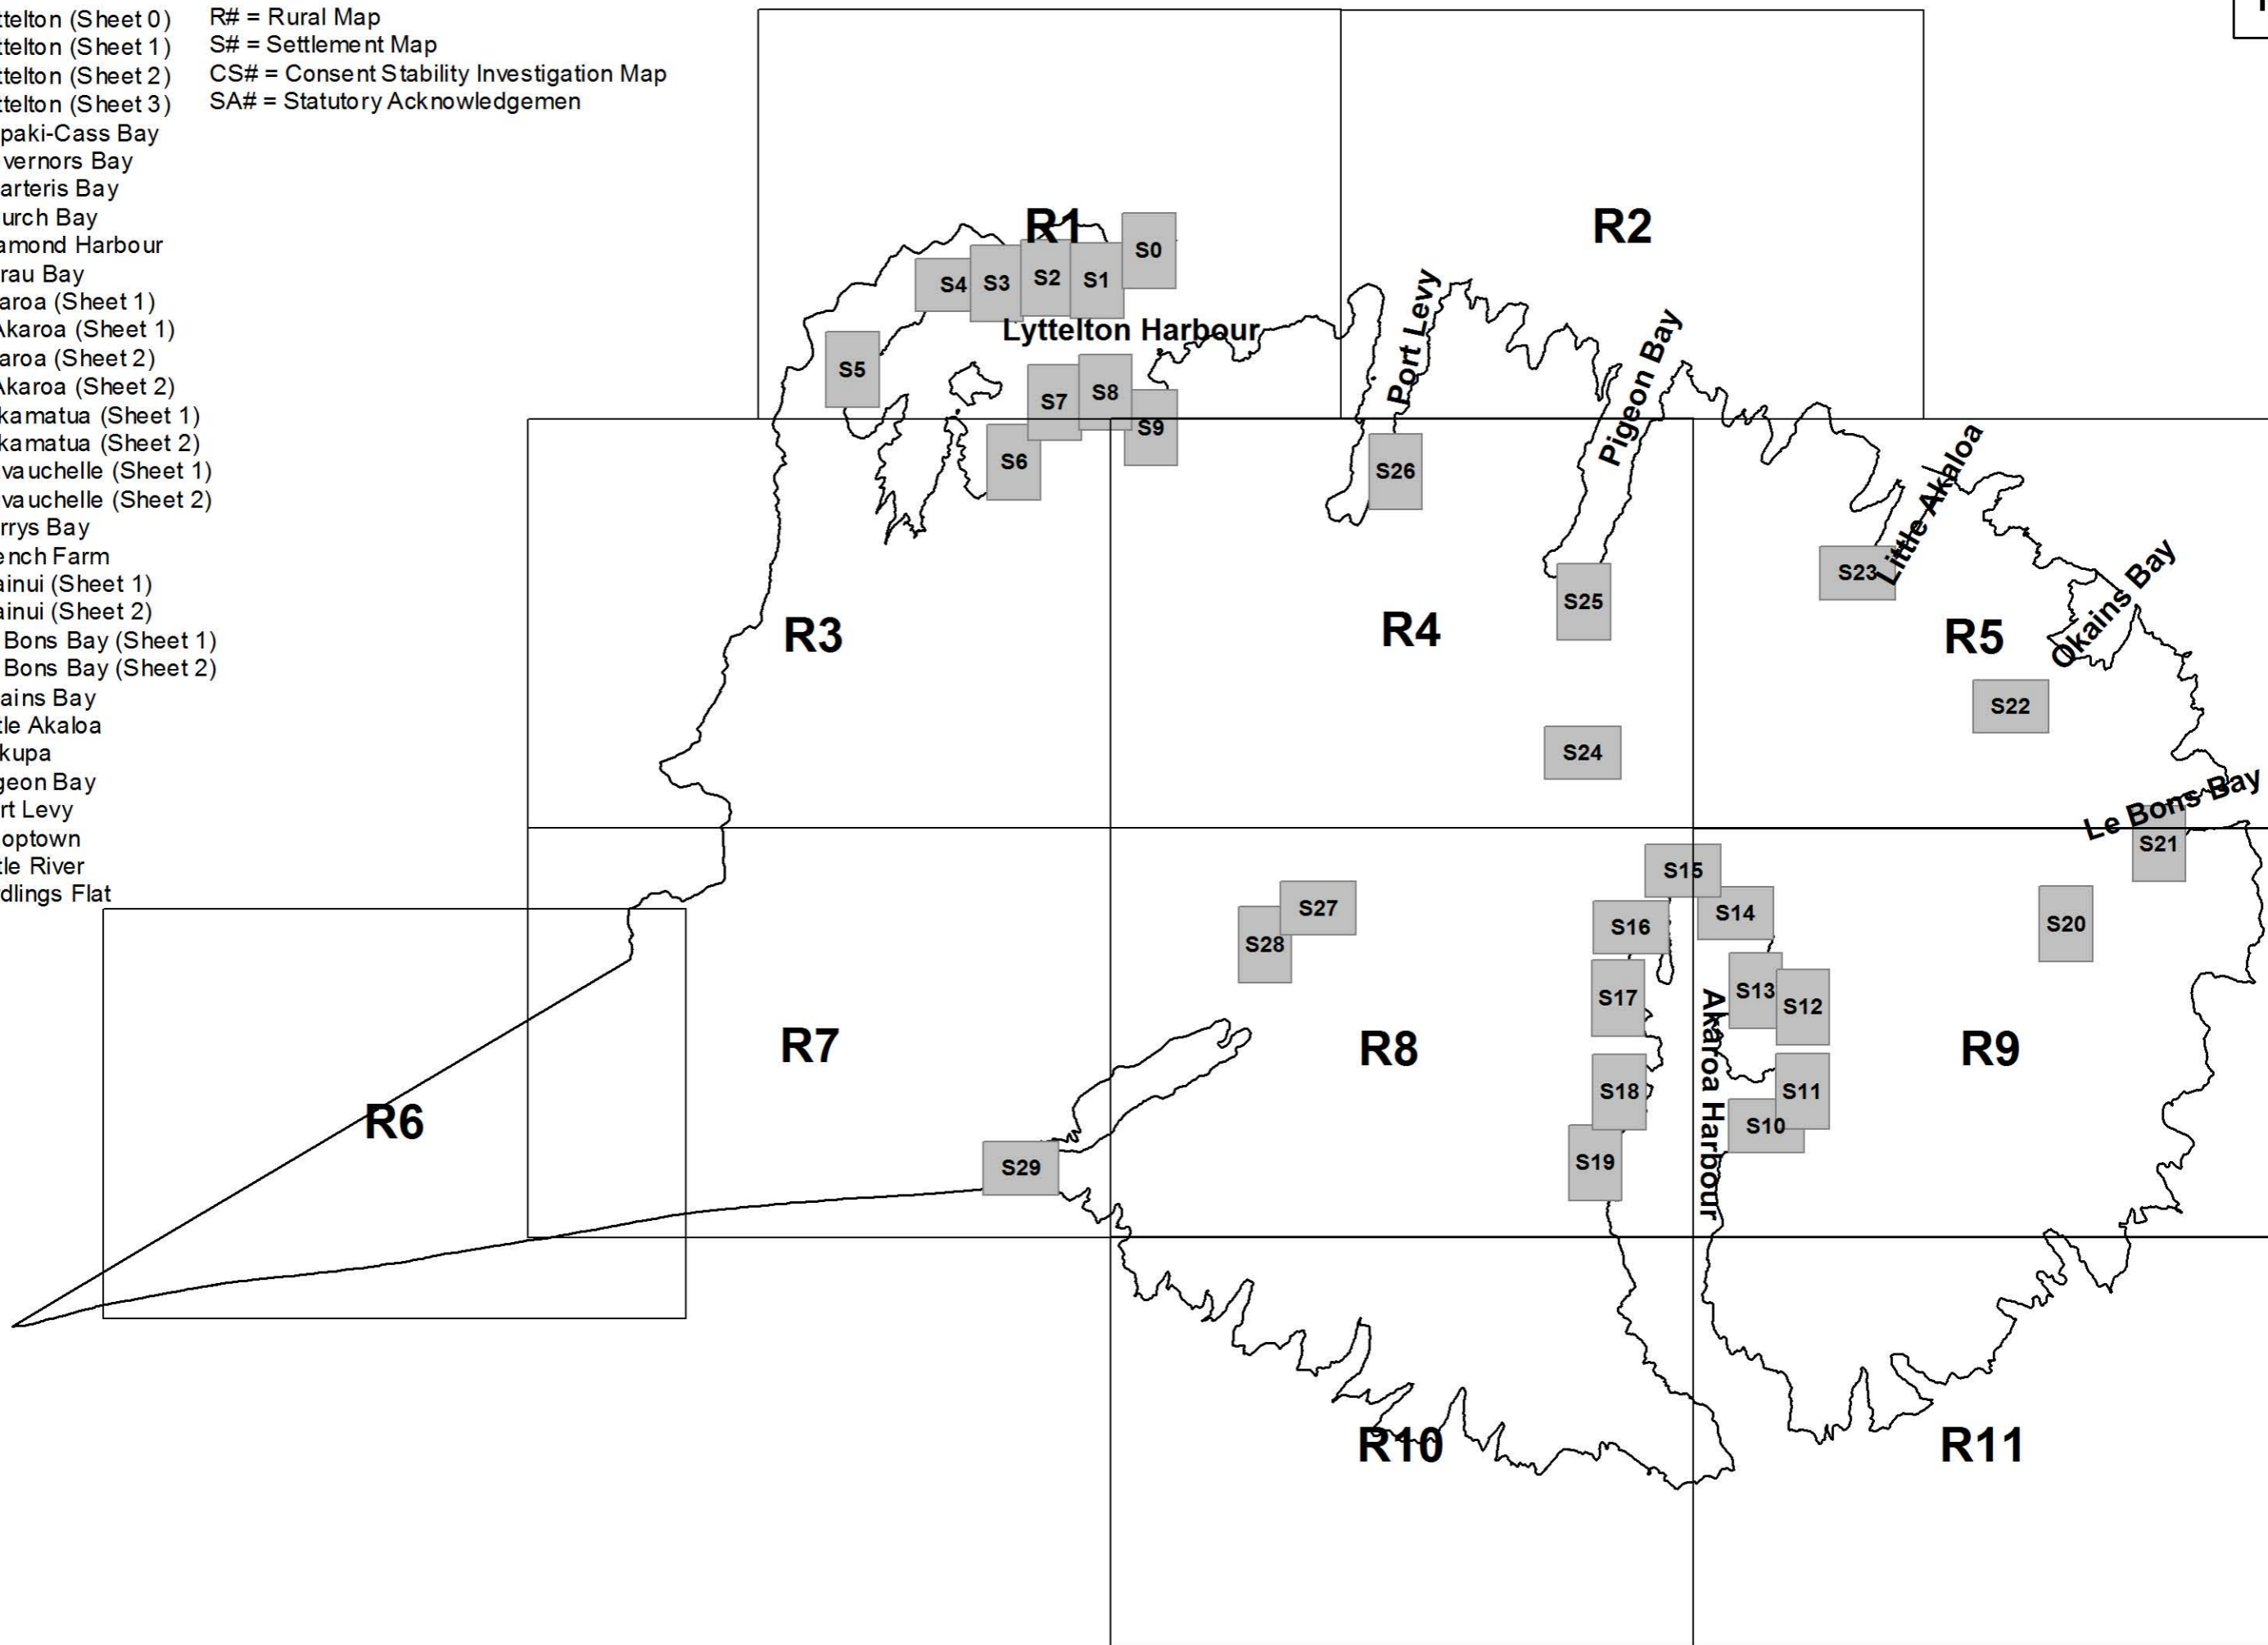 ttelton (Sheet 0)
ttelton (Sheet 1)
ttelton (Sheet 2)
ttelton (Sheet 3)
paki-Cass Bay
vernors Bay
arteris Bay
urch Bay
amond Harbour
rau Bay
aroa (Sheet 1)
Akaroa (Sheet 1)
aroa (Sheet 2)
Akaroa (Sheet 2)
kamatua (Sheet 1)
kamatua (Sheet 2)
vauchelle (Sheet 1)
vauchelle (Sheet 2)
rrys Bay
ench Farm
ainui (Sheet 1)
ainui (Sheet 2)
Bons Bay (Sheet 1)
Bons Bay (Sheet 2)
ains Bay
tle Akaloa
kupa
geon Bay
rt Levy
optown
tle River
dlings Flat
R# = Rural Map
S# = Settlement Map
CS# = Consent Stability Investigation Map
SA# = Statutory Acknowledgemen
R1
R2
S0
S4
S3
S2
S1
Lyttelton Harbour
Port Levy
Pigeon Bay
S5
S7
S8
S9
S6
S26
Little Akaloa
S23
S25
Okains Bay
R3
R4
R5
S22
S24
Le Bons Bay
S21
S15
S14
S16
S27
S28
S20
S13
S12
S17
Akaroa Harbour
R7
R8
R9
S18
S11
S10
R6
S29
S19
R10
R11